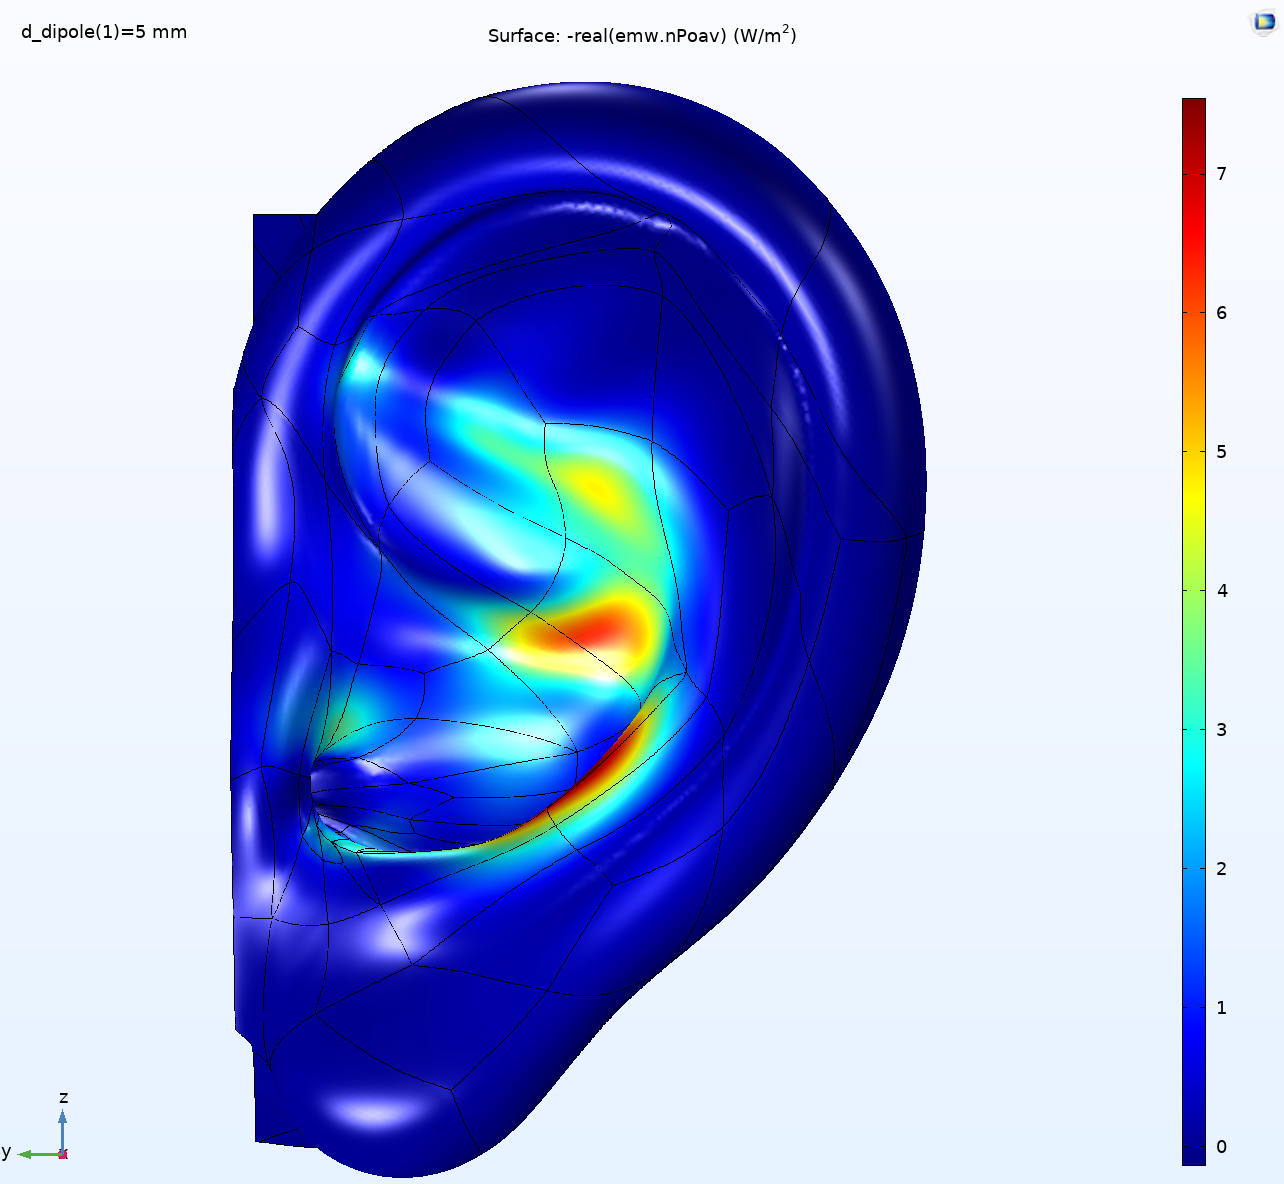 d_dipole(1)=5 mm
Surface: -real(emw.nPoav) (W/m²)
7
6
5
4
3
2
1
0
z
y
x